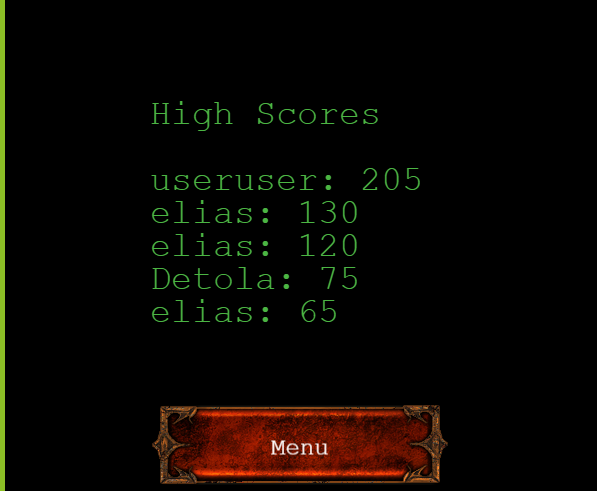 High Scores
useruser: 205
elias: 130
elias: 120
Detola: 75
elias: 65
Menu